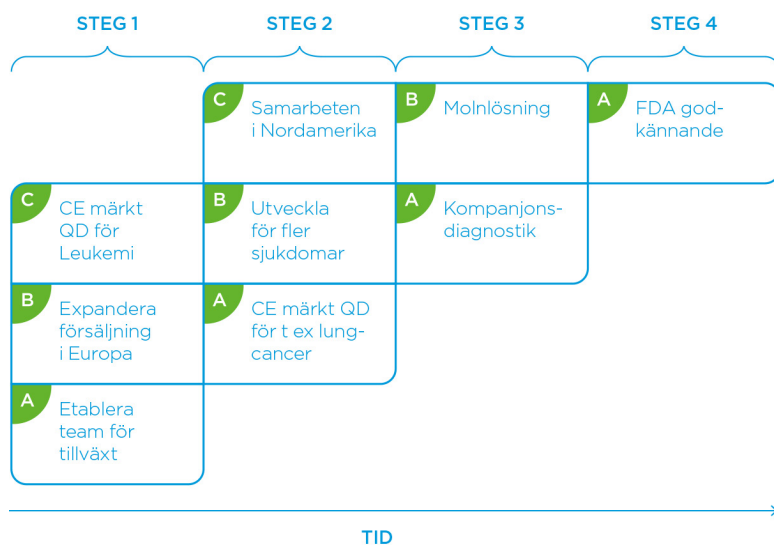 STEG 1
STEG 2
STEG 3
STEG 4
C
Samarbeten
i Nordamerika
B
Molnlösning
A
FDA god-
kännande
C
CE märkt
QD för
Leukemi
B
Utveckla
för fler
sjukdomar
A
Kompanjons-
diagnostik
B
Expandera
försäljning
i Europa
A
CE märkt QD
för t ex lung-
cancer
A
Etablera
team för
tillväxt
TID